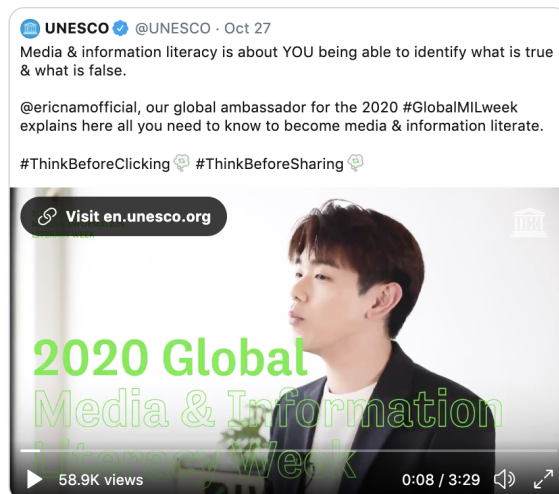 UNESCO @UNESCO · Oct 27
Media & information literacy is about YOU being able to identify what is true
& what is false.
@ericnamofficial, our global ambassador for the 2020 #GlobalMILweek
explains here all you need to know to become media & information literate.
#ThinkBeforeClicking #ThinkBeforeSharing
Visit en.unesco.org
LITERACY WEEK
2020 Global
Media & Information
Literacy Week
58.9K views
0:08 / 3:29